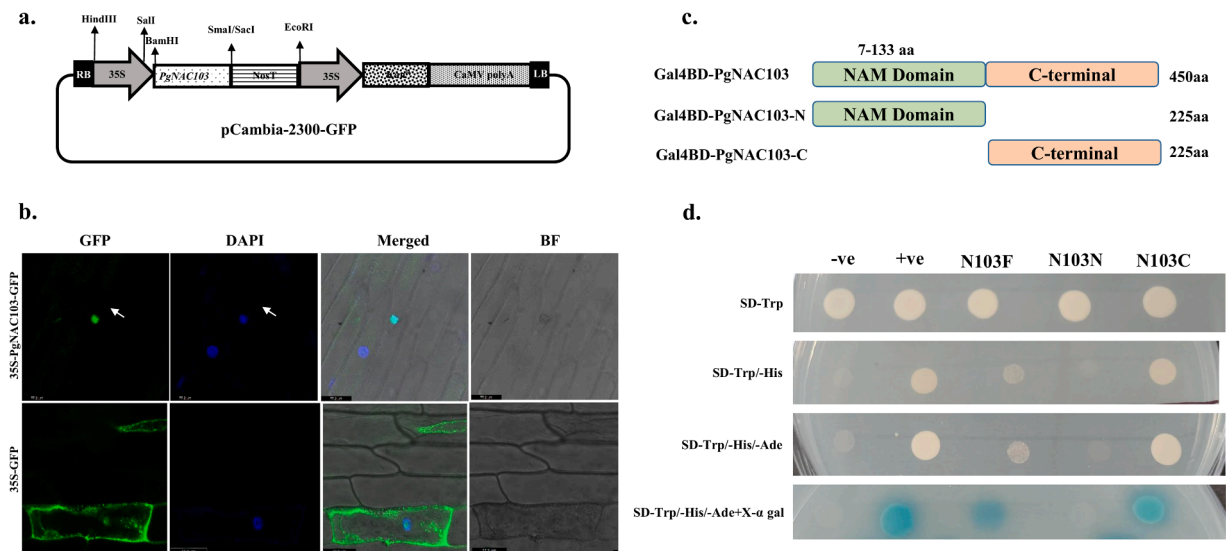 a.
HindIII
SalI
BamHI
SmaI/SacI
EcoRI
RB
35S
PgNAC103
NosT
35S
CaMV polyA
LB
pCambia-2300-GFP
b.
GFP
DAPI
Merged
BF
35S-PgNAC103-GFP
35S-GFP
c.
7-133 aa
Gal4BD-PgNAC103
NAM Domain
C-terminal
450aa
Gal4BD-PgNAC103-N
NAM Domain
225aa
Gal4BD-PgNAC103-C
C-terminal
225aa
d.
-ve
+ve
N103F
N103N
N103C
SD-Trp
SD-Trp/-His
SD-Trp/-His/-Ade
SD-Trp/-His/-Ade+X-α gal